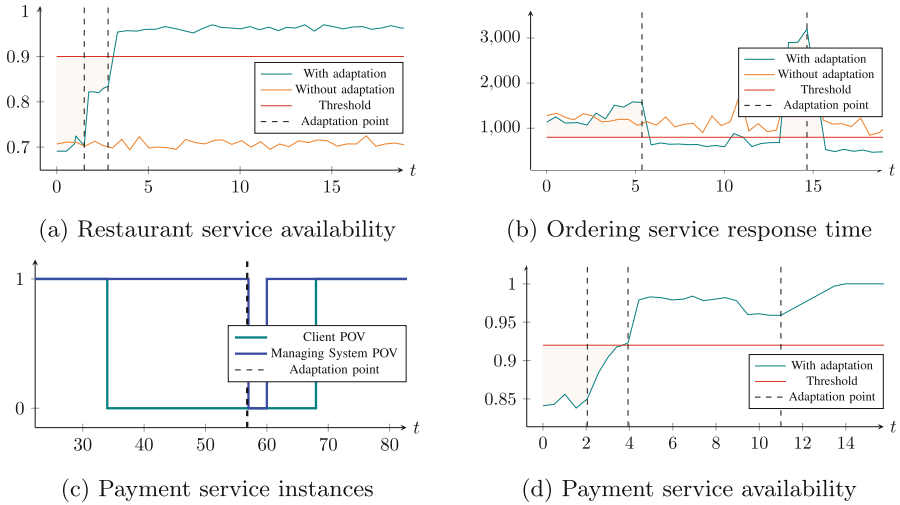 1
0.9
0.8
0.7
0
5
10
15
t
With adaptation
Without adaptation
Threshold
Adaptation point
(a) Restaurant service availability
3,000
2,000
1,000
0
5
10
15
t
With adaptation
Without adaptation
Threshold
Adaptation point
(b) Ordering service response time
1
0
30
40
50
60
70
80
t
Client POV
Managing System POV
Adaptation point
(c) Payment service instances
1
0.95
0.9
0.85
0
2
4
6
8
10
12
14
t
With adaptation
Threshold
Adaptation point
(d) Payment service availability